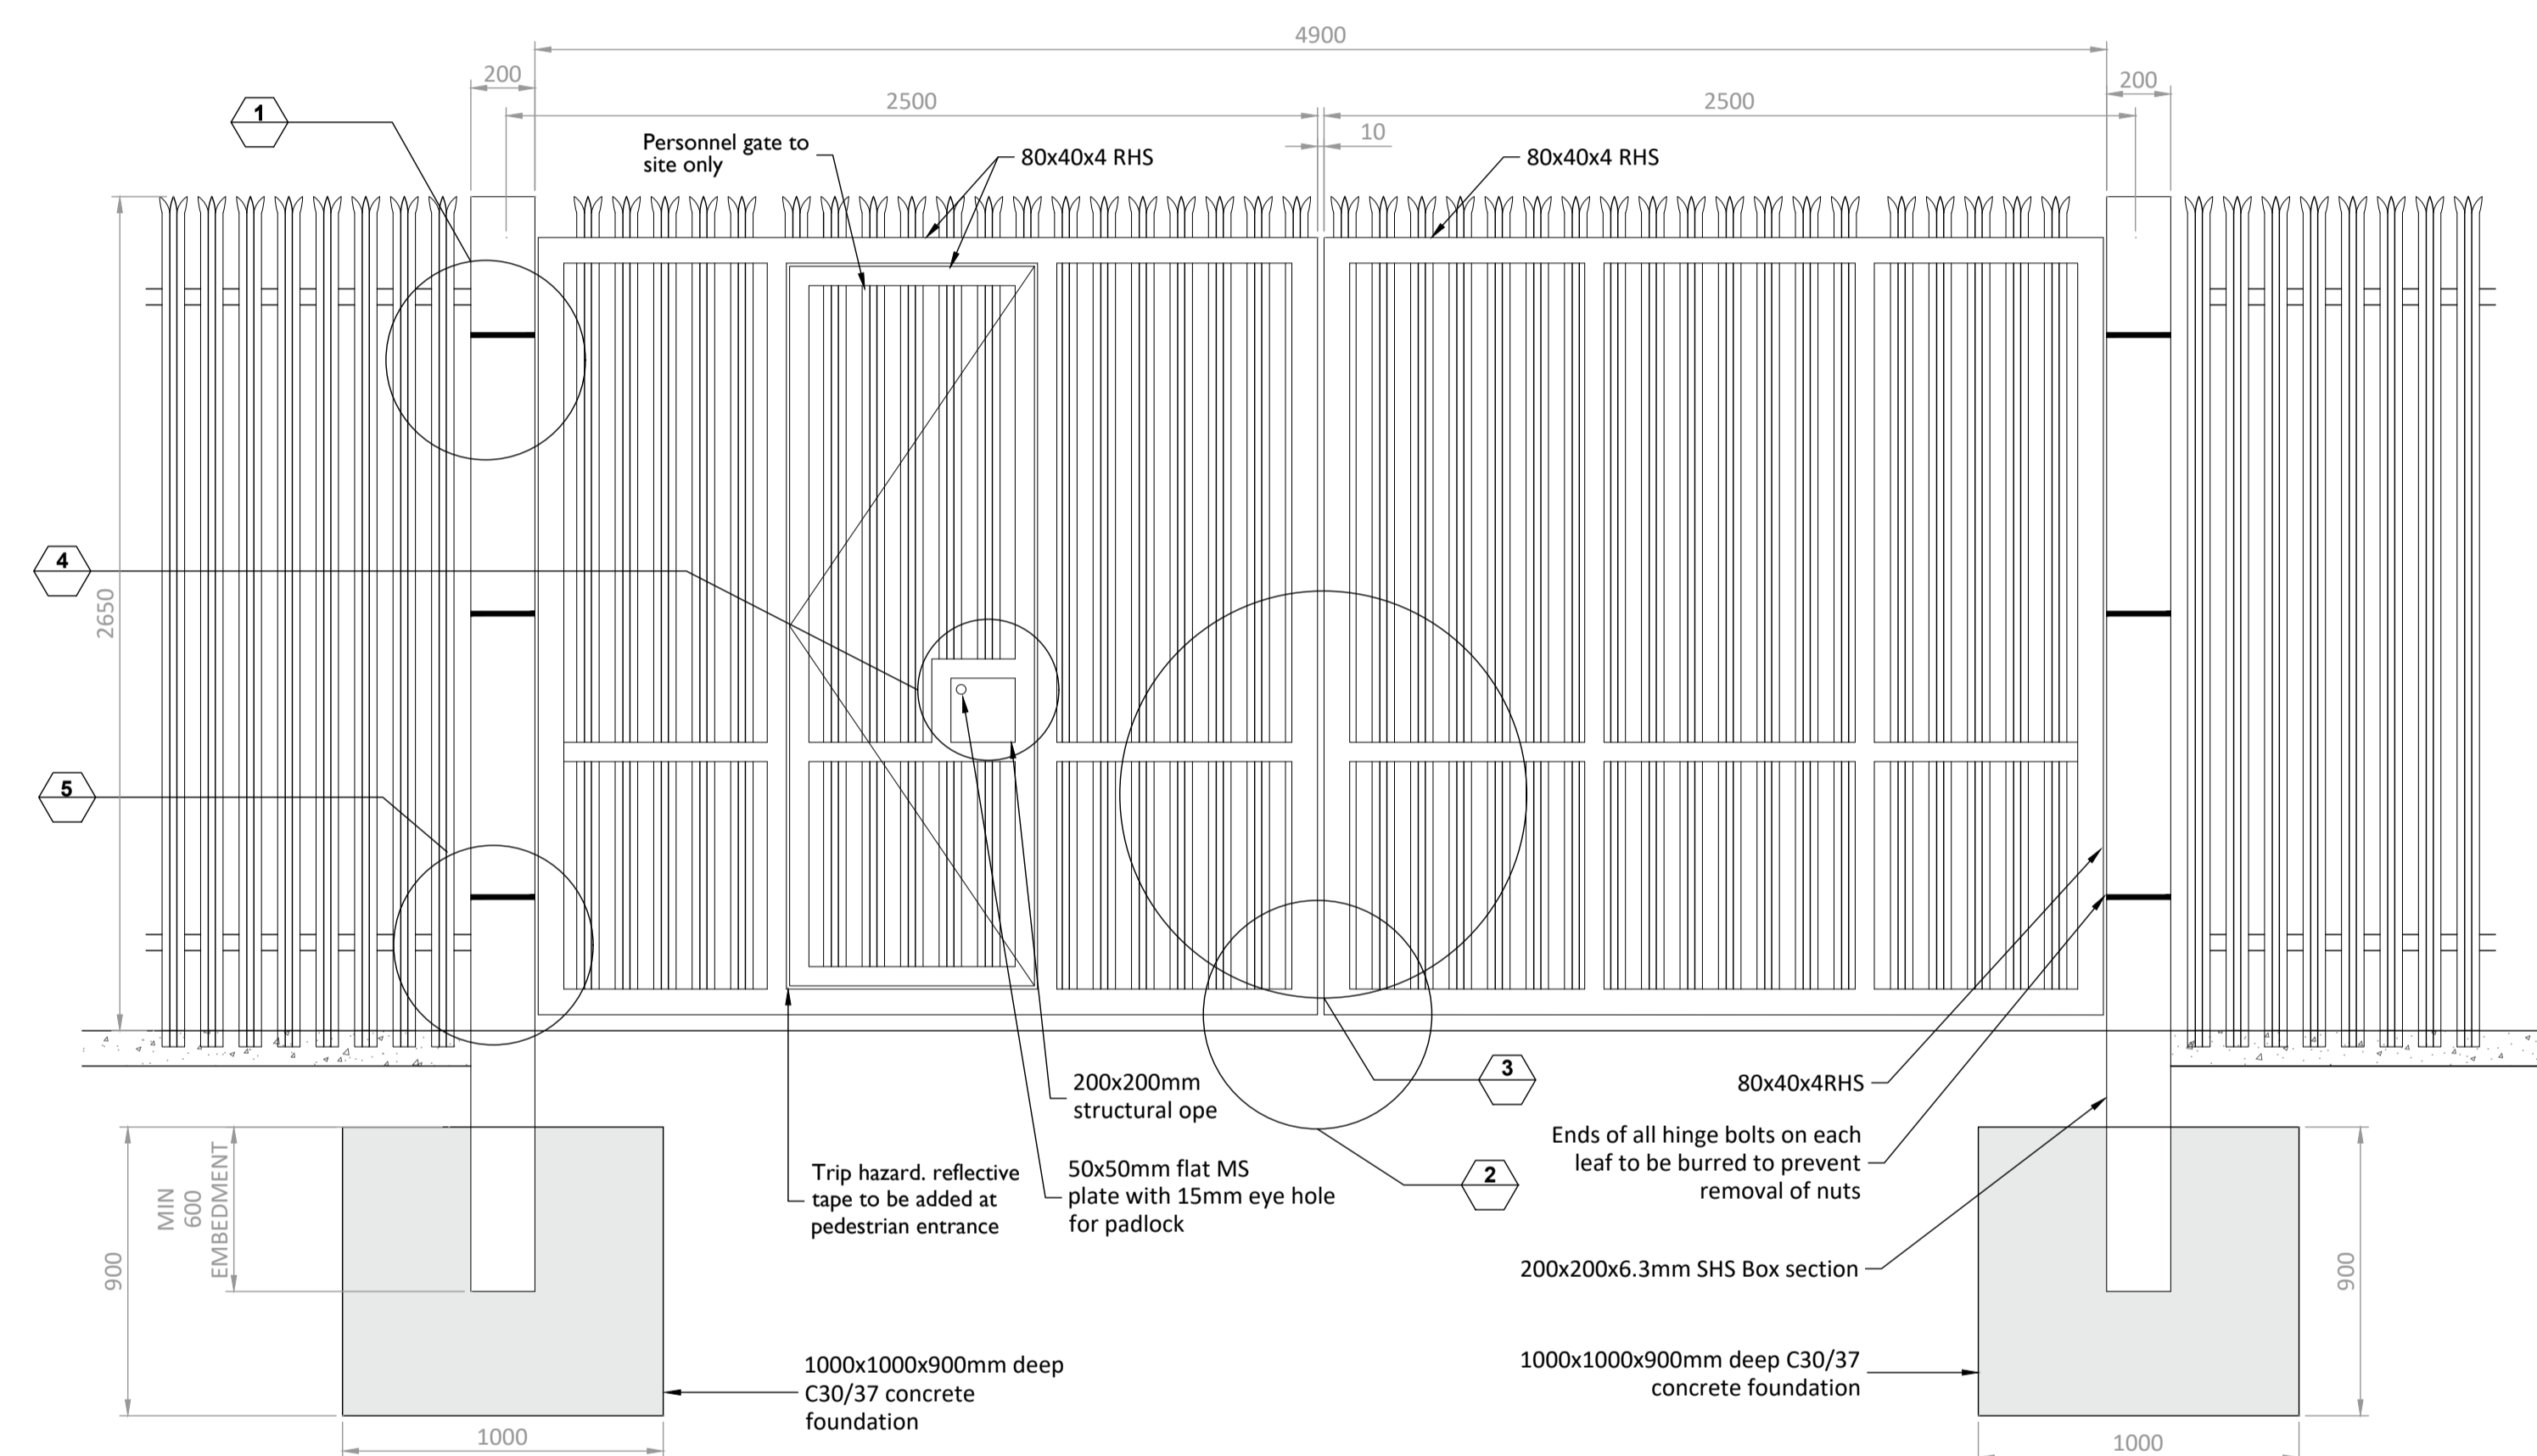 4900
200
200
2500
2500
10
1
Personnel gate to
site only
80x40x4 RHS
80x40x4 RHS
4
2650
5
200x200mm
structural ope
3
80x40x4RHS
Ends of all hinge bolts on each
leaf to be burred to prevent
removal of nuts
2
Trip hazard. reflective
tape to be added at
pedestrian entrance
50x50mm flat MS
plate with 15mm eye hole
for padlock
MIN
600
EMBEDMENT
900
200x200x6.3mm SHS Box section
900
1000x1000x900mm deep
C30/37 concrete
foundation
1000x1000x900mm deep C30/37
concrete foundation
1000
1000